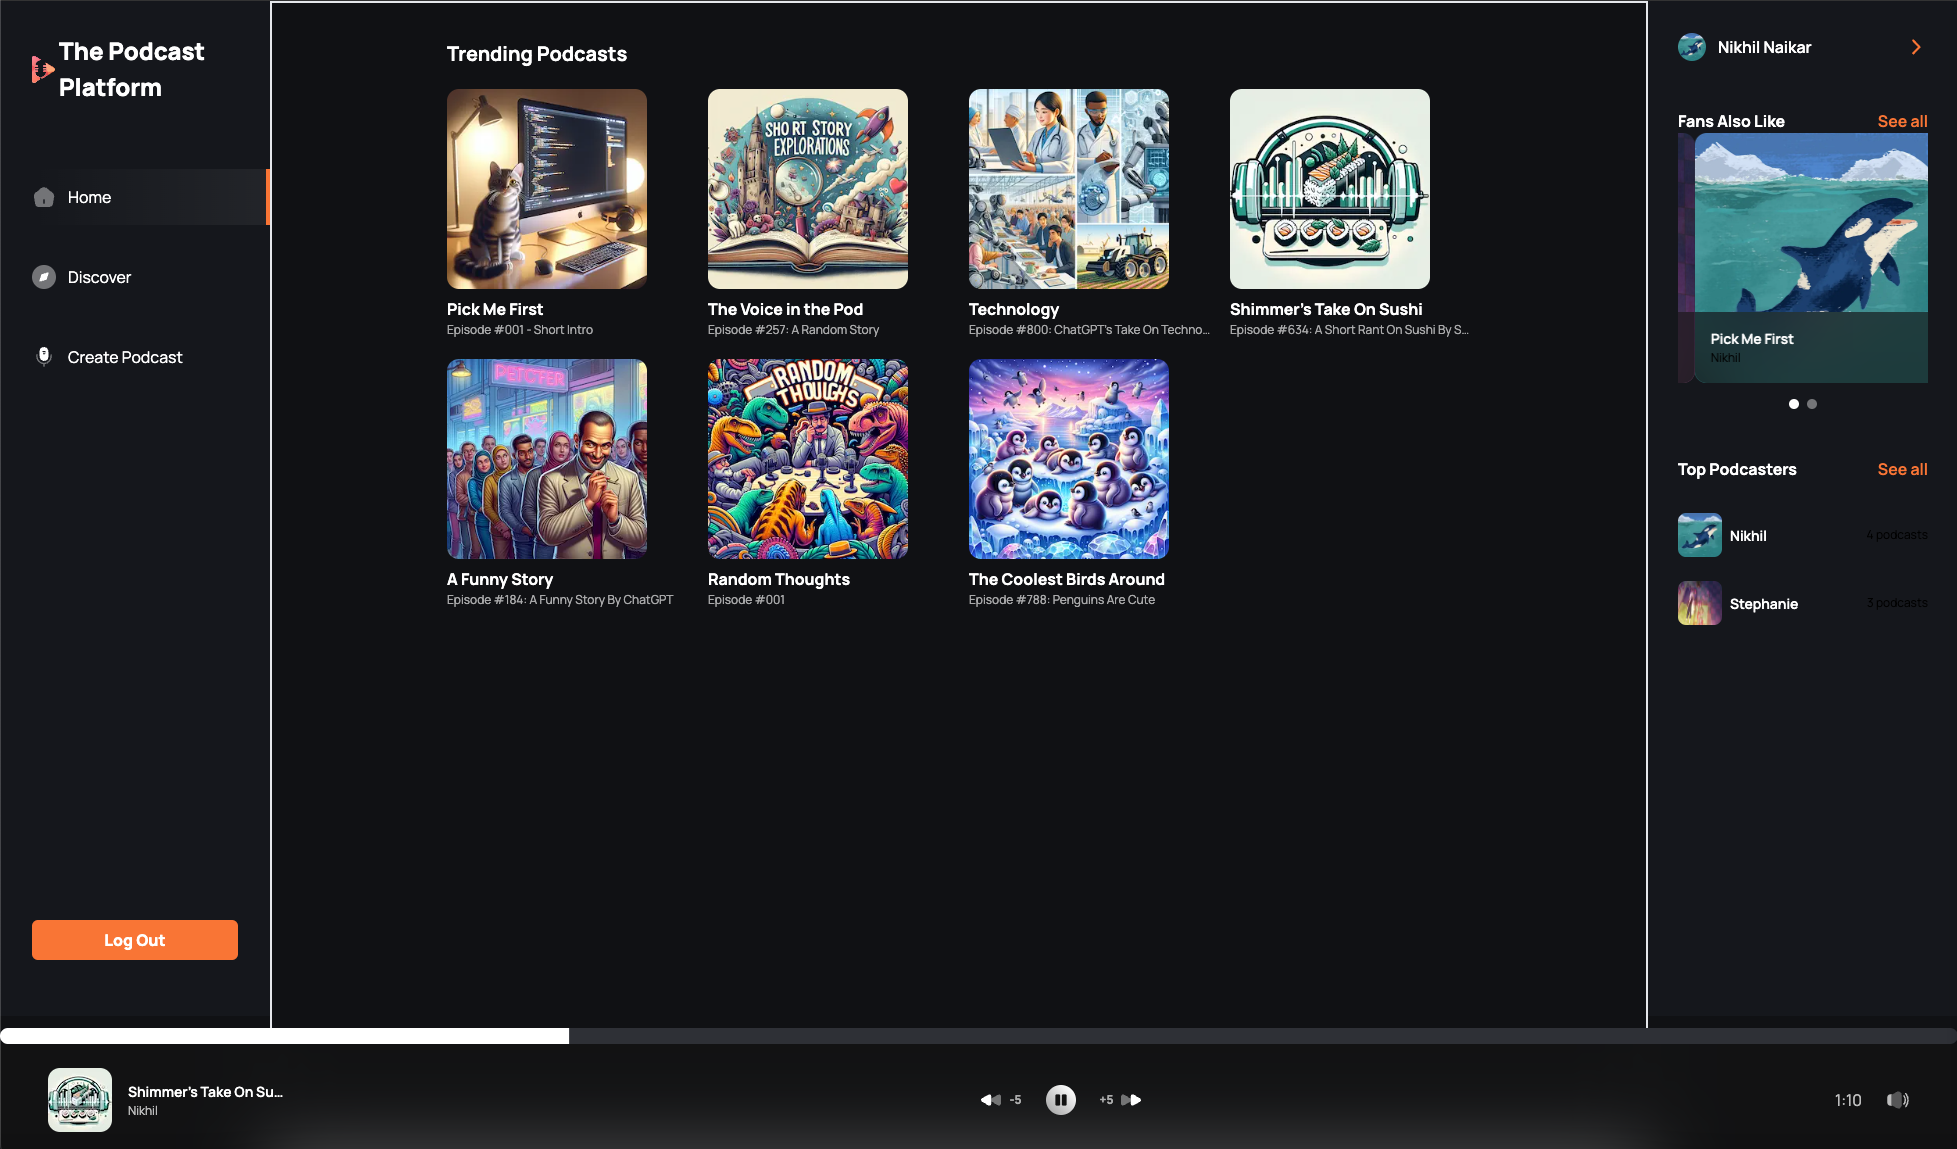 The Podcast
Platform
Home
Discover
Create Podcast
Log Out
Trending Podcasts
SHORT STORY
EXPLORATIONS
Pick Me First
Episode #001 - Short Intro
The Voice in the Pod
Episode #257: A Random Story
Technology
Episode #800: ChatGPT's Take On Techno...
Shimmer's Take On Sushi
Episode #634: A Short Rant On Sushi By S...
RANDOM
THOUGHS
A Funny Story
Episode #184: A Funny Story By ChatGPT
Random Thoughts
Episode #001
The Coolest Birds Around
Episode #788: Penguins Are Cute
Nikhil Naikar
Fans Also Like
See all
Pick Me First
Nikhil
Top Podcasters
See all
Nikhil
4 podcasts
Stephanie
3 podcasts
Shimmer's Take On Su...
Nikhil
-5
+5
1:10